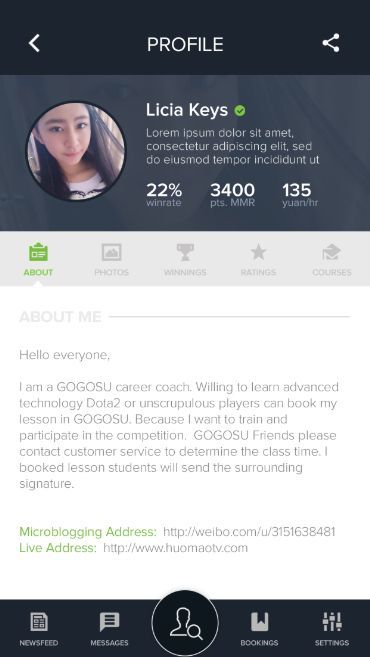 PROFILE
Licia Keys
Lorem ipsum dolor sit amet,
consectetur adipiscing elit, sed
do eiusmod tempor incididunt ut
22% 3400 135
winrate pts. MMR yuan/hr
ABOUT PHOTOS WINNINGS RATINGS COURSES
ABOUT ME
Hello everyone,
I am a GOGOSU career coach. Willing to learn advanced
technology Dota2 or unscrupulous players can book my
lesson in GOGOSU. Because I want to train and
participate in the competition. GOGOSU Friends please
contact customer service to determine the class time. I
booked lesson students will send the surrounding
signature.
Microblogging Address: http://weibo.com/u/3151638481
Live Address: http://www.huomaotv.com
NEWSFEED MESSAGES BOOKINGS SETTINGS